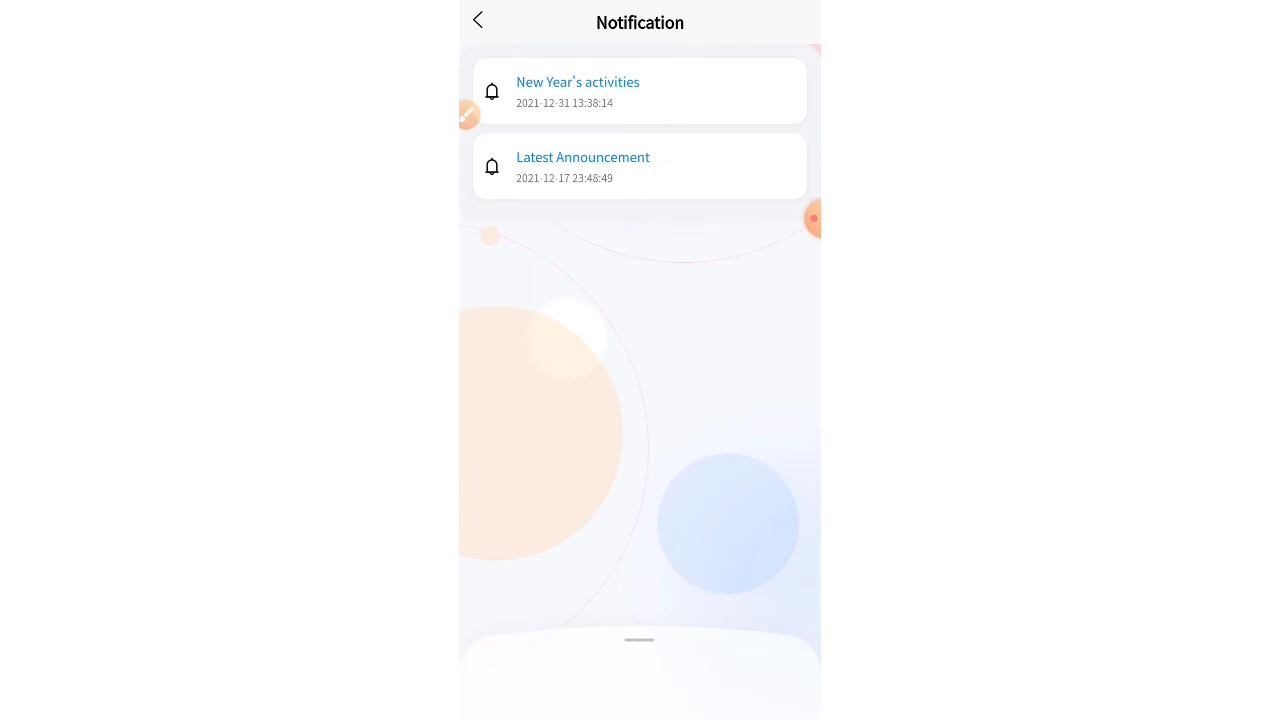 Notification
New Year's activities
2021-12-31 13:38:14
Latest Announcement
2021-12-17 23:48:49